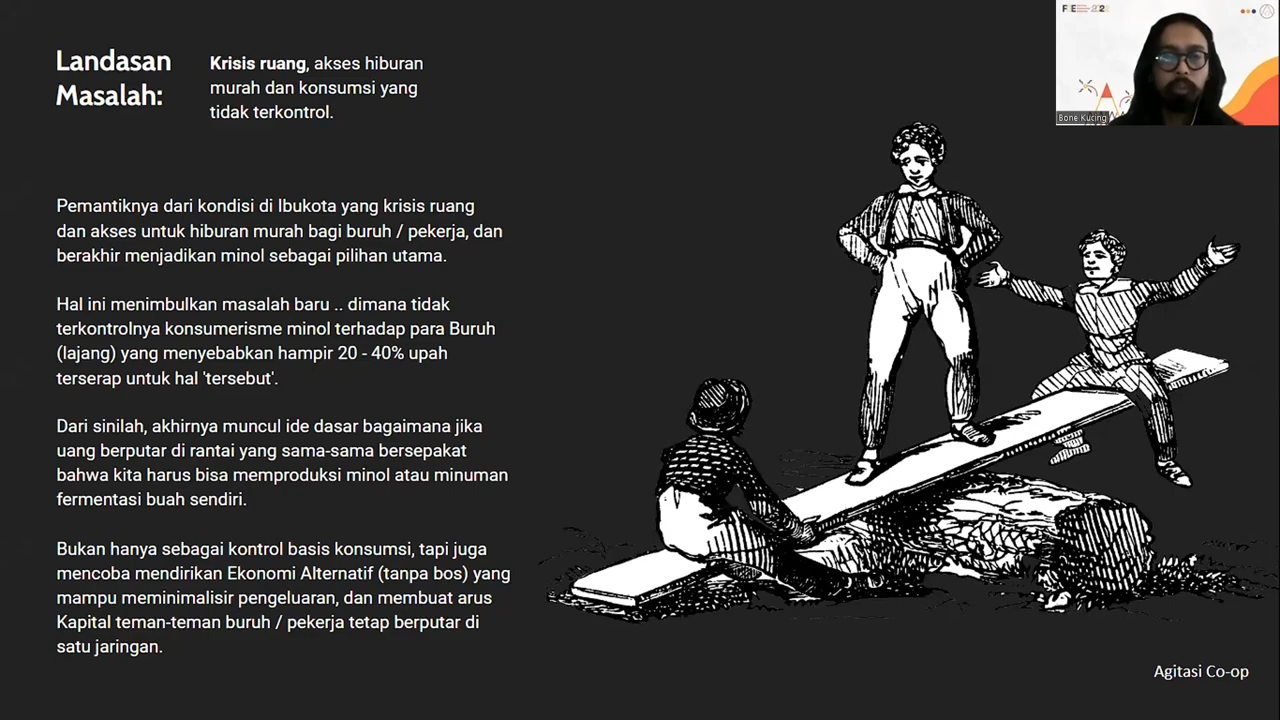 Landasan
Masalah:
Krisis ruang, akses hiburan
murah dan konsumsi yang
tidak terkontrol.
Bone Kucing
Pemantiknya dari kondisi di Ibukota yang krisis ruang
dan akses untuk hiburan murah bagi buruh / pekerja, dan
berakhir menjadikan minol sebagai pilihan utama.
Hal ini menimbulkan masalah baru .. dimana tidak
terkontrolnya konsumerisme minol terhadap para Buruh
(lajang) yang menyebabkan hampir 20 - 40% upah
terserap untuk hal 'tersebut'.
Dari sinilah, akhirnya muncul ide dasar bagaimana jika
uang berputar di rantai yang sama-sama bersepakat
bahwa kita harus bisa memproduksi minol atau minuman
fermentasi buah sendiri.
Bukan hanya sebagai kontrol basis konsumsi, tapi juga
mencoba mendirikan Ekonomi Alternatif (tanpa bos) yang
mampu meminimalisir pengeluaran, dan membuat arus
Kapital teman-teman buruh / pekerja tetap berputar di
satu jaringan.
Agitasi Co-op